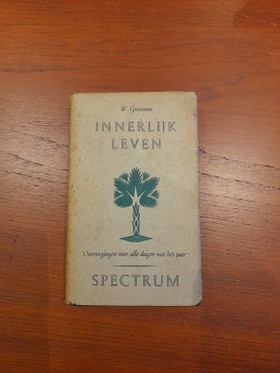 W. Grossouw
INNERLIJK
LEVEN
Overwegingen voor alle dagen van het jaar
SPECTRUM